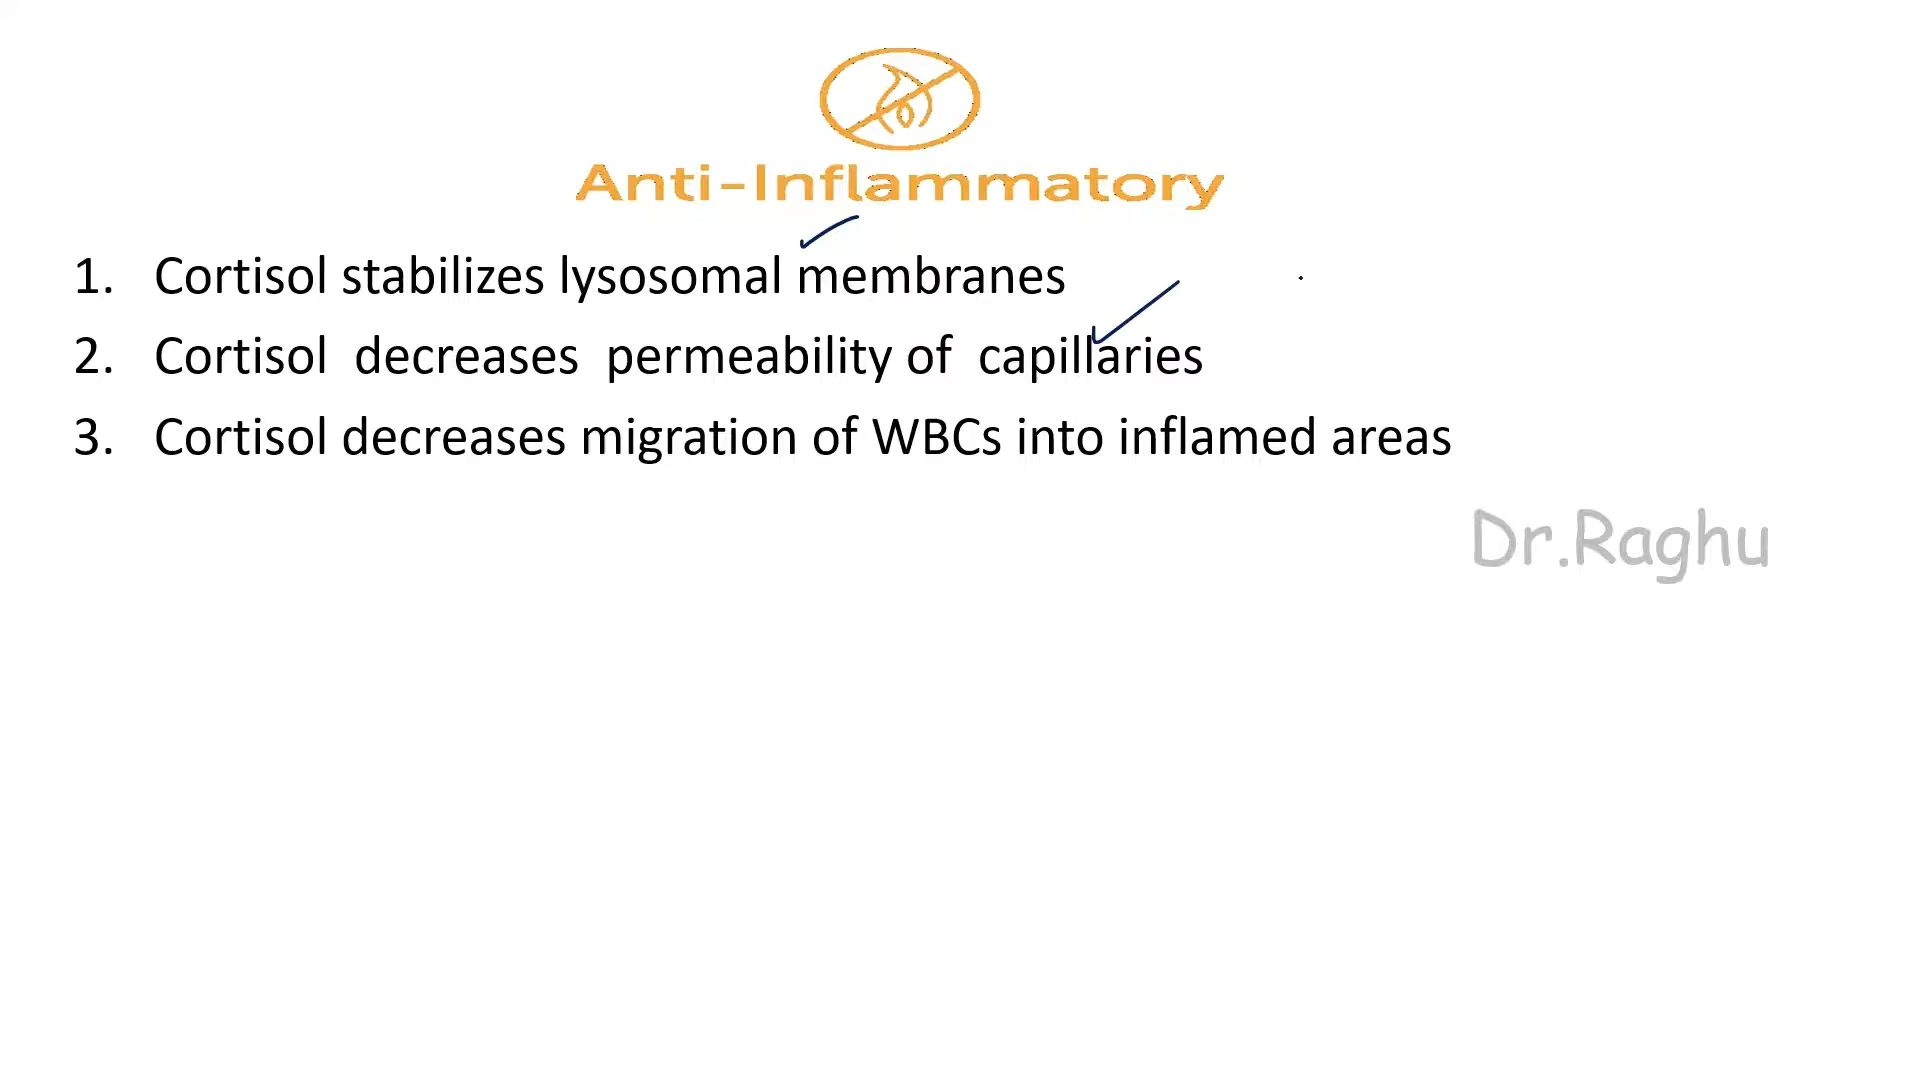 Anti-Inflammatory
1. Cortisol stabilizes lysosomal membranes
2. Cortisol decreases permeability of capillaries
3. Cortisol decreases migration of WBCs into inflamed areas
Dr.Raghu